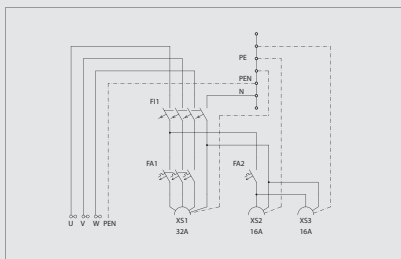 PE
PEN
N
FI1
FA1
FA2
U V W PEN
XS1 XS2 XS3
32A 16A 16A